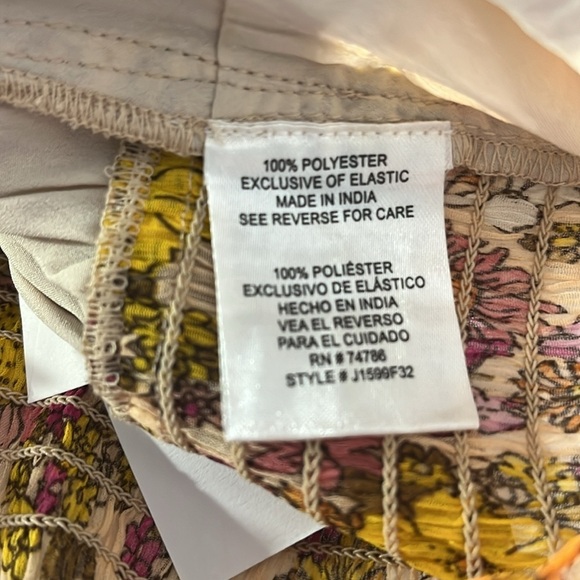 100% POLYESTER
EXCLUSIVE OF ELASTIC
MADE IN INDIA
SEE REVERSE FOR CARE
100% POLIÉSTER
EXCLUSIVO DE ELÁSTICO
HECHO EN INDIA
VEA EL REVERSO
PARA EL CUIDADO
RN # 74786
STYLE # J1599F32